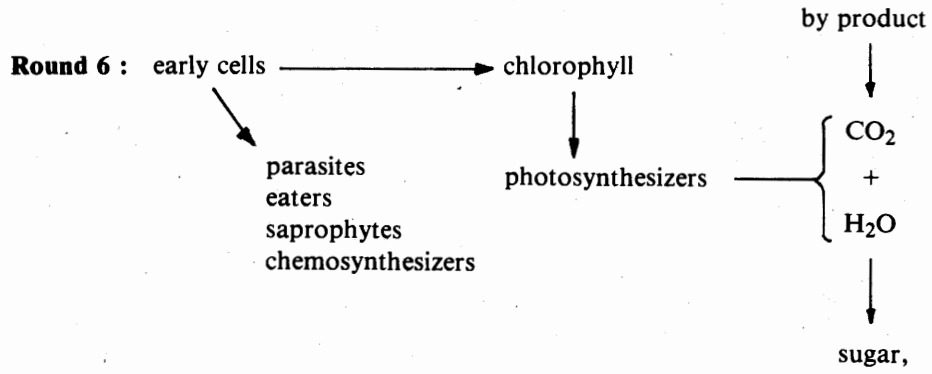 by product
Round 6 : early cells chlorophyll
CO₂
parasites photosynthesizers +
eaters
saprophytes H₂O
chemosynthesizers
sugar,